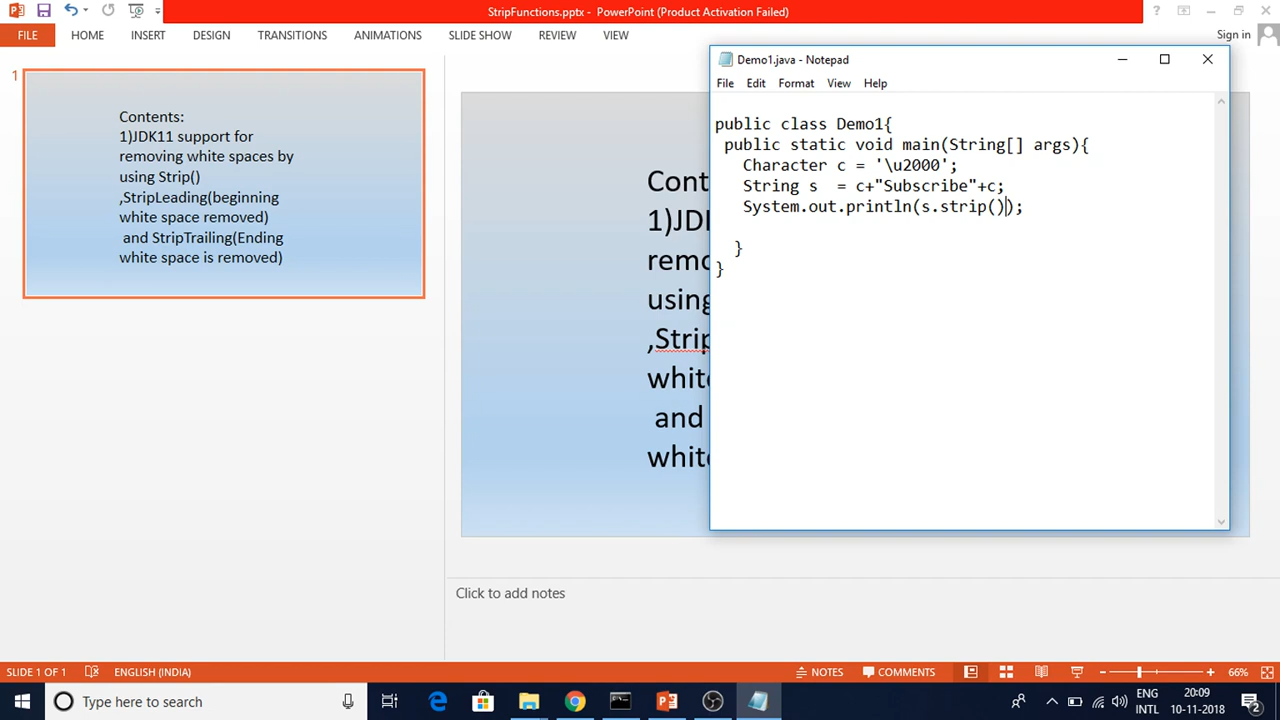 StripFunctions.pptx - PowerPoint (Product Activation Failed)
?
FILE HOME INSERT DESIGN TRANSITIONS ANIMATIONS SLIDE SHOW REVIEW VIEW
Sign in
1
Contents:
1)JDK11 support for
removing white spaces by
using Strip()
,StripLeading(beginning
white space removed)
and StripTrailing(Ending
white space is removed)
Cont
1)JD
remo
using
,Strip
white
and
white
Demo1.java - Notepad
File Edit Format View Help
public class Demo1{
public static void main(String[] args){
Character c = '\u2000';
String s  = c+"Subscribe"+c;
System.out.println(s.strip());
}
}
Click to add notes
SLIDE 1 OF 1 ENGLISH (INDIA) NOTES COMMENTS 66%
Type here to search
ENG 20:09
INTL 10-11-2018
2